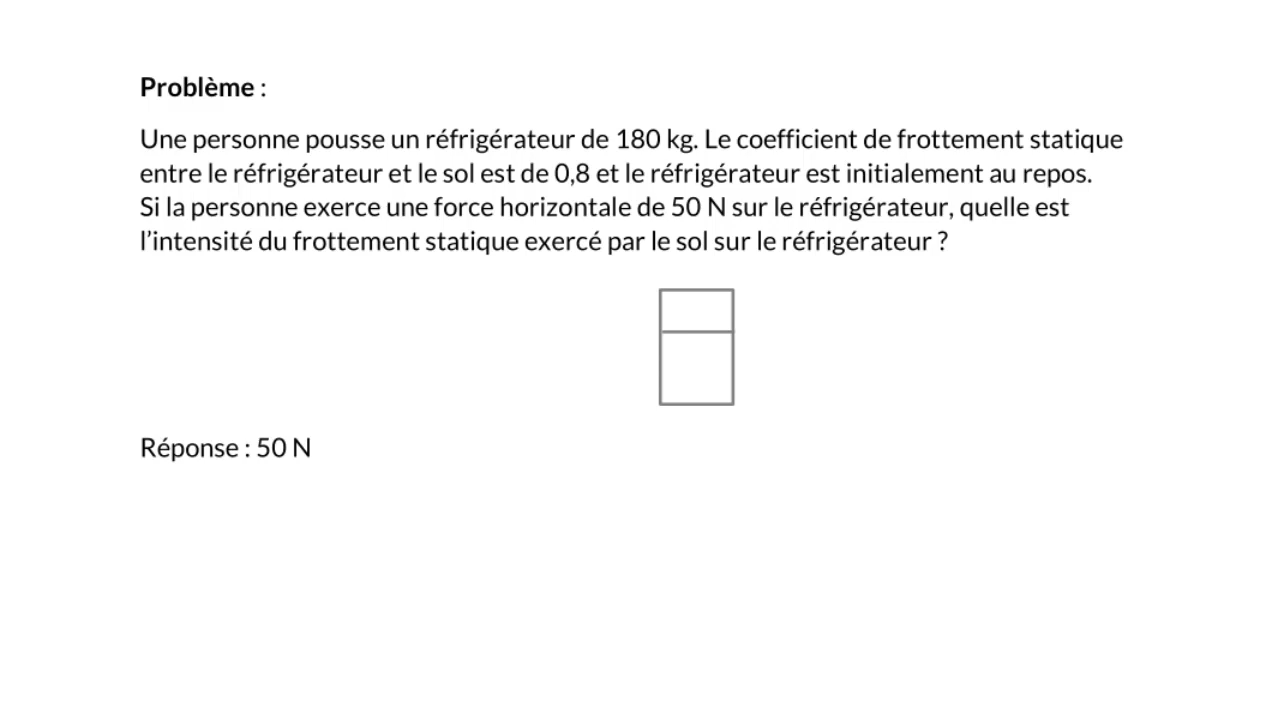 Problème :
Une personne pousse un réfrigérateur de 180 kg. Le coefficient de frottement statique
entre le réfrigérateur et le sol est de 0,8 et le réfrigérateur est initialement au repos.
Si la personne exerce une force horizontale de 50 N sur le réfrigérateur, quelle est
l’intensité du frottement statique exercé par le sol sur le réfrigérateur ?
Réponse : 50 N